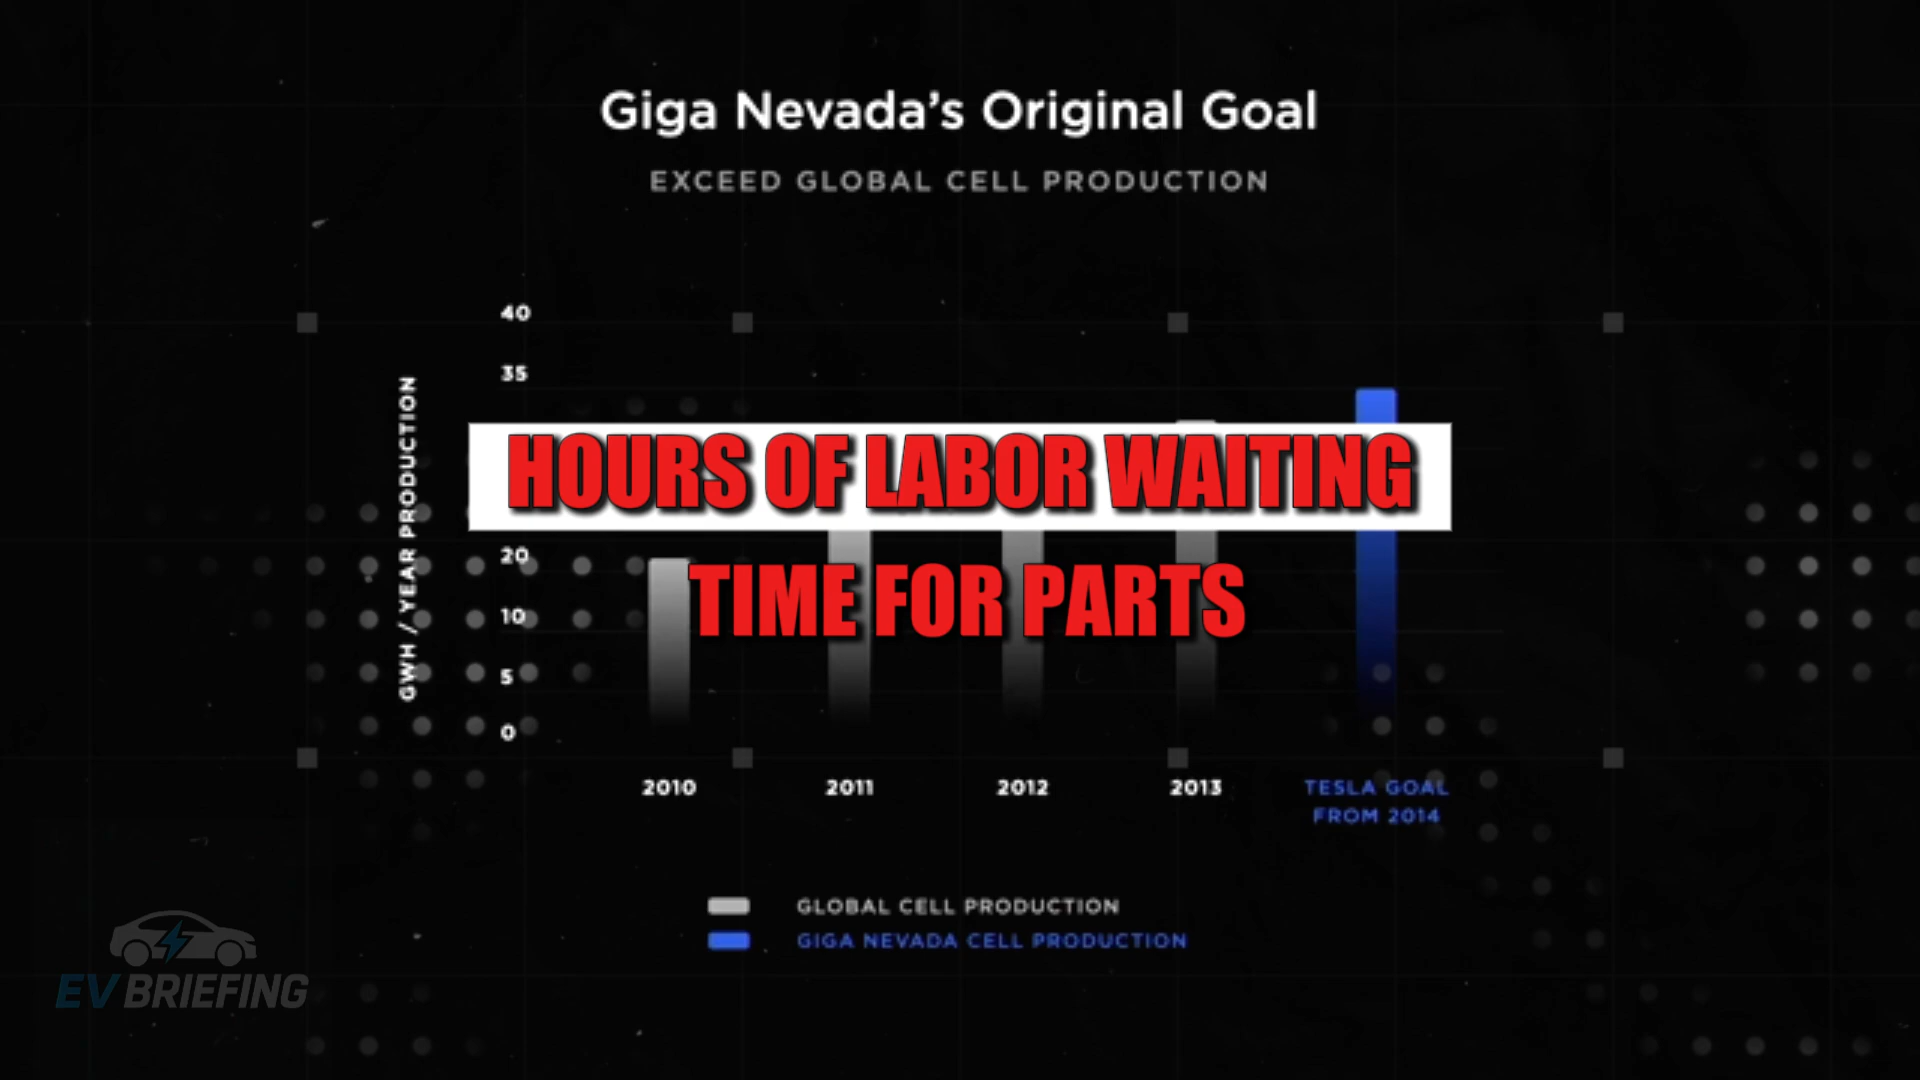 Giga Nevada's Original Goal
EXCEED GLOBAL CELL PRODUCTION
40
35
HOURS OF LABOR WAITING
TIME FOR PARTS
20
10
5
0
GWH / YEAR PRODUCTION
2010
2011
2012
2013
TESLA GOAL
FROM 2014
GLOBAL CELL PRODUCTION
GIGA NEVADA CELL PRODUCTION
EV BRIEFING